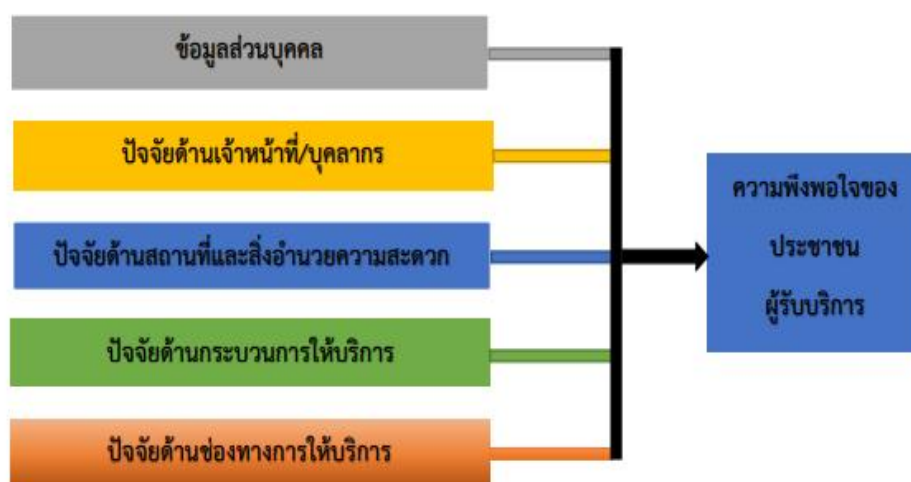 ข้อมูลส่วนบุคคล
ปัจจัยด้านเจ้าหน้าที่/บุคลากร
ปัจจัยด้านสถานที่และสิ่งอำนวยความสะดวก
ปัจจัยด้านกระบวนการให้บริการ
ปัจจัยด้านช่องทางการให้บริการ
ความพึงพอใจของ
ประชาชน
ผู้รับบริการ